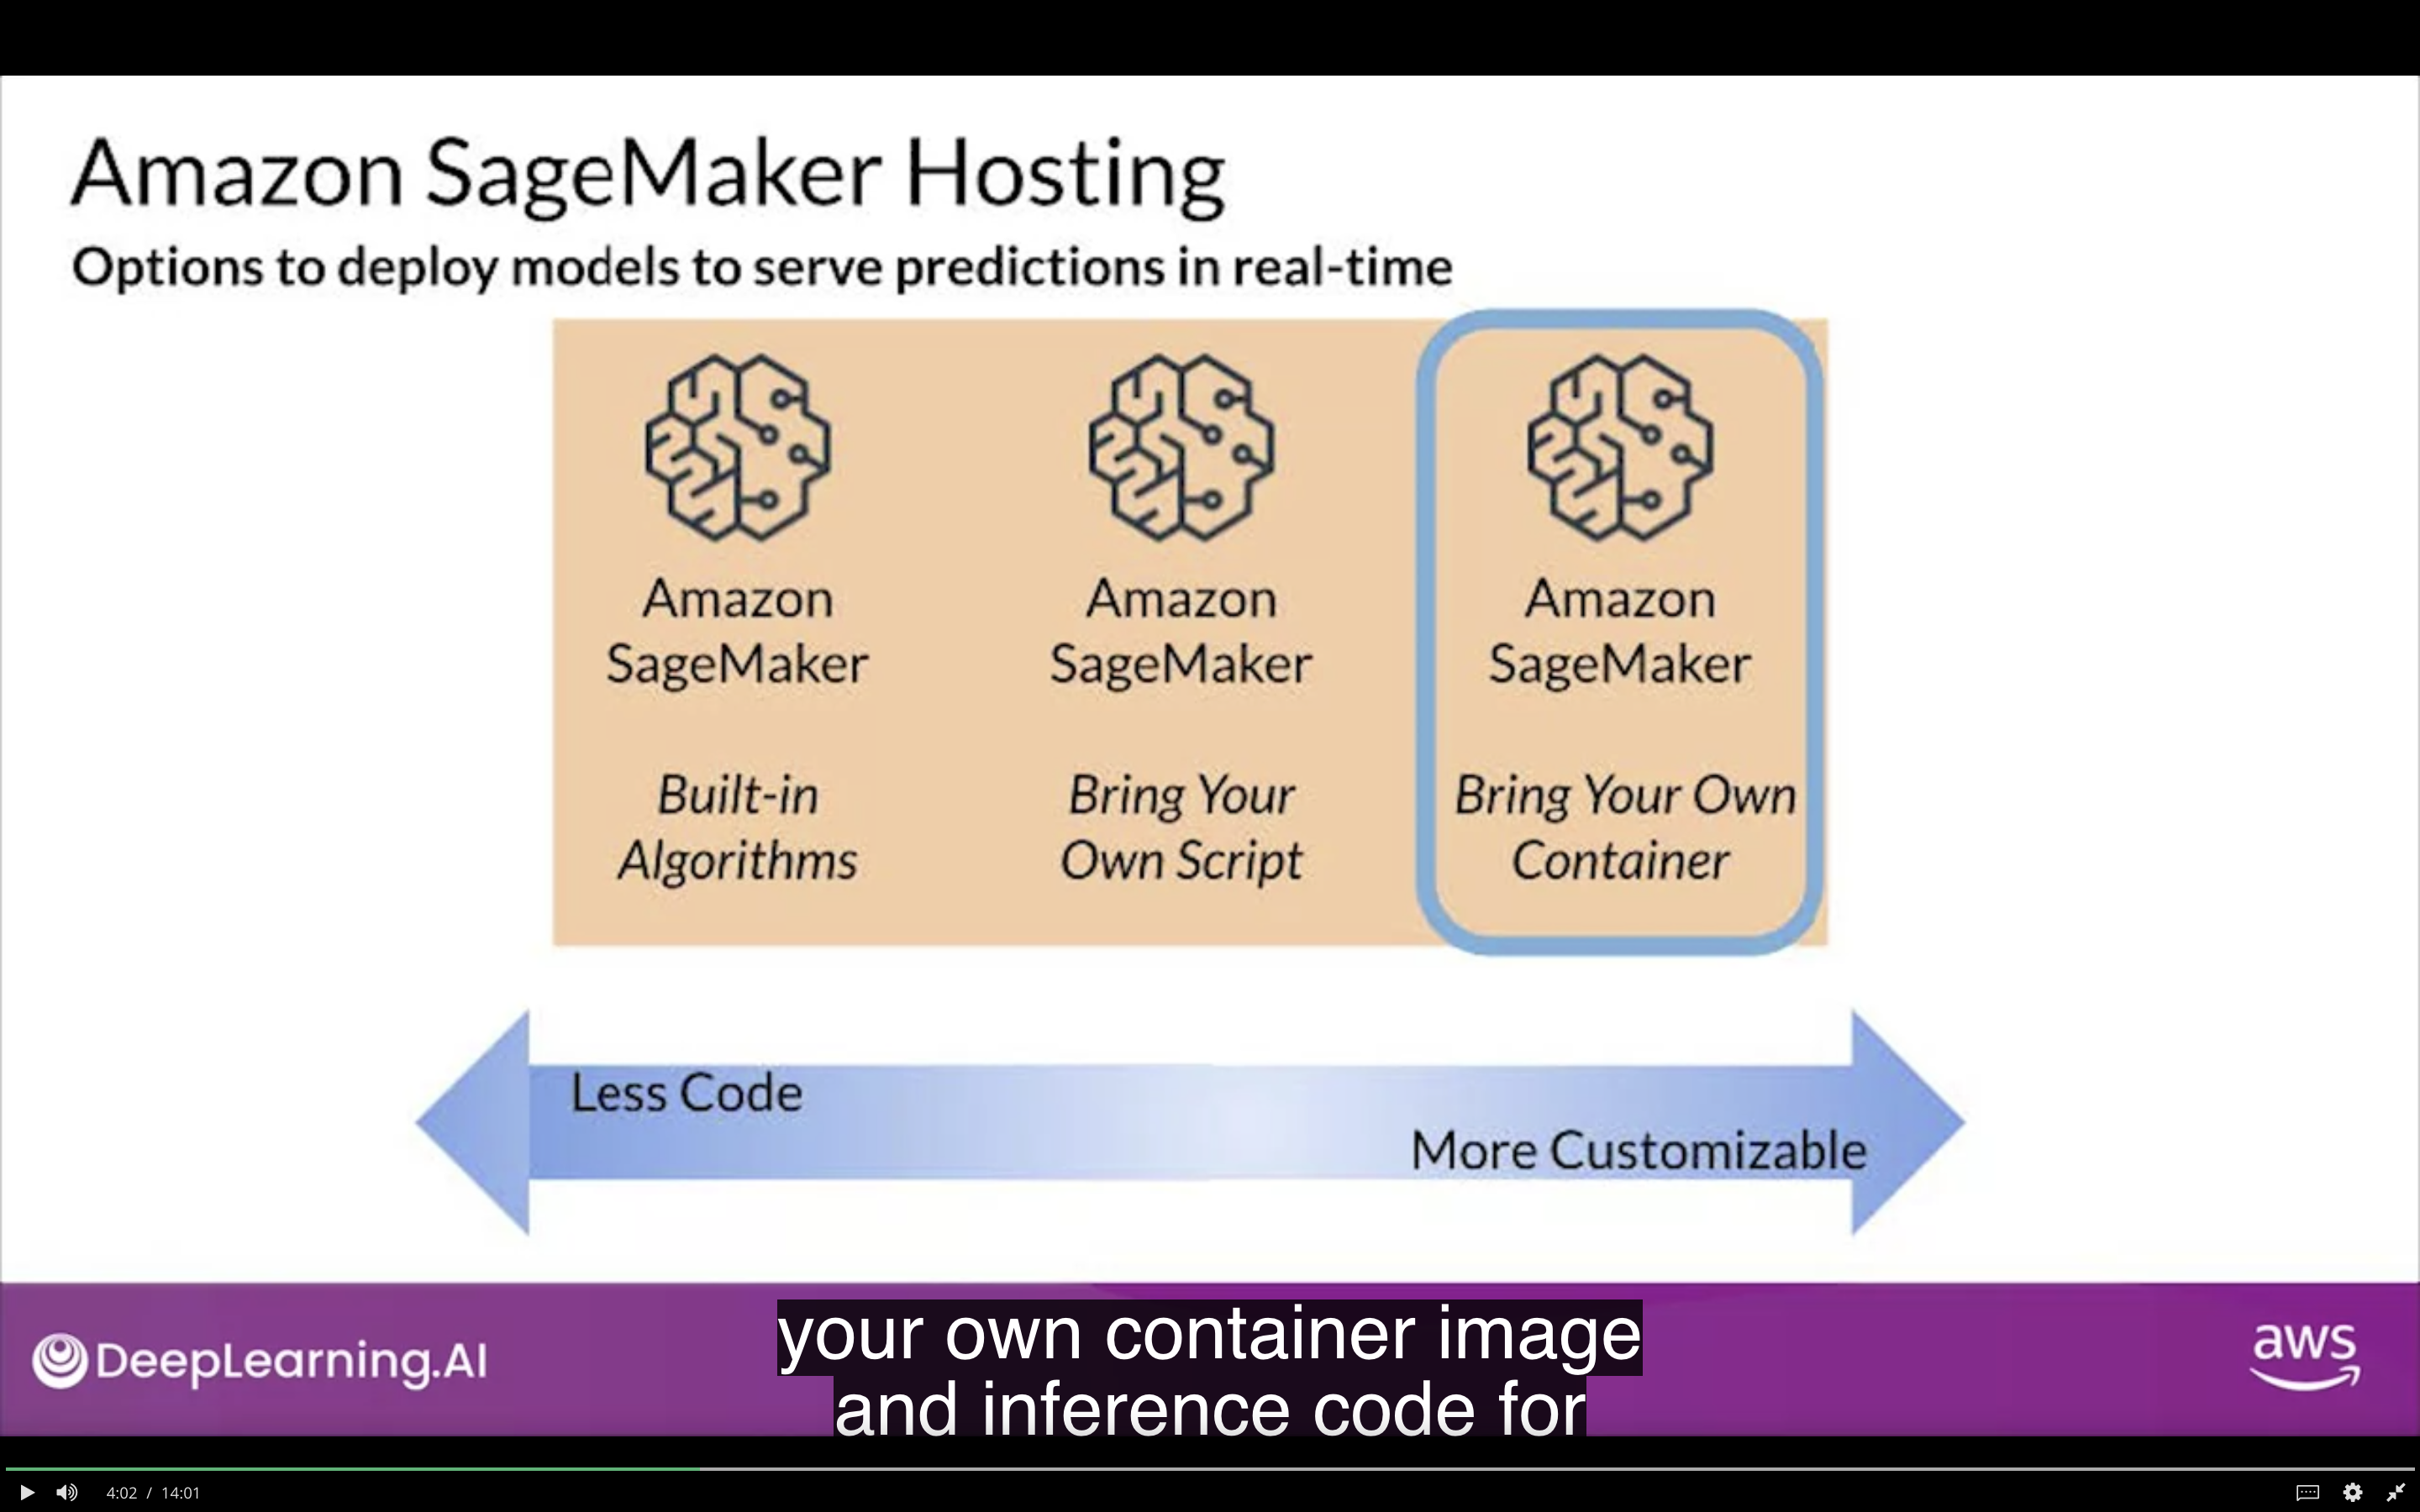 Amazon SageMaker Hosting
Options to deploy models to serve predictions in real-time
Amazon
SageMaker
Built-in
Algorithms
Amazon
SageMaker
Bring Your
Own Script
Amazon
SageMaker
Bring Your Own
Container
Less Code
More Customizable
DeepLearning.AI
your own container image
and inference code for
aws
4:02 / 14:01